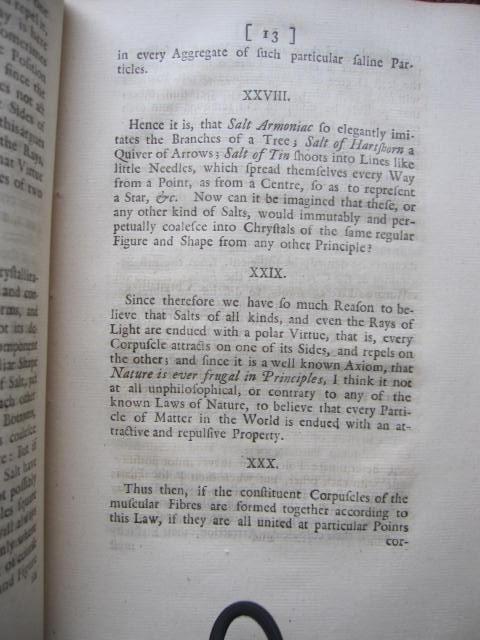 [ 13 ]
in every Aggregate of ſuch particular ſaline Par-
ticles.
XXVIII.
Hence it is, that Salt Armoniac ſo elegantly imi-
tates the Branches of a Tree; Salt of Hartſhorn a
Quiver of Arrows; Salt of Tin ſhoots into Lines like
little Needles, which ſpread themſelves every Way
from a Point, as from a Centre, ſo as to repreſent
a Star, &c. Now can it be imagined that theſe, or
any other kind of Salts, would immutably and per-
petually coaleſce into Chryſtals of the ſame regular
Figure and Shape from any other Principle?
XXIX.
Since therefore we have ſo much Reaſon to be-
lieve that Salts of all kinds, and even the Rays of
Light are endued with a polar Virtue, that is, every
Corpuſcle attracts on one of its Sides, and repels on
the other; and ſince it is a well known Axiom, that
Nature is ever frugal in Principles, I think it not
at all unphiloſophical, or contrary to any of the
known Laws of Nature, to believe that every Parti-
cle of Matter in the World is endued with an at-
tractive and repulſive Property.
XXX.
Thus then, if the conſtituent Corpuſcles of the
muſcular Fibres are formed together according to
this Law, if they are all united at particular Points
cor-